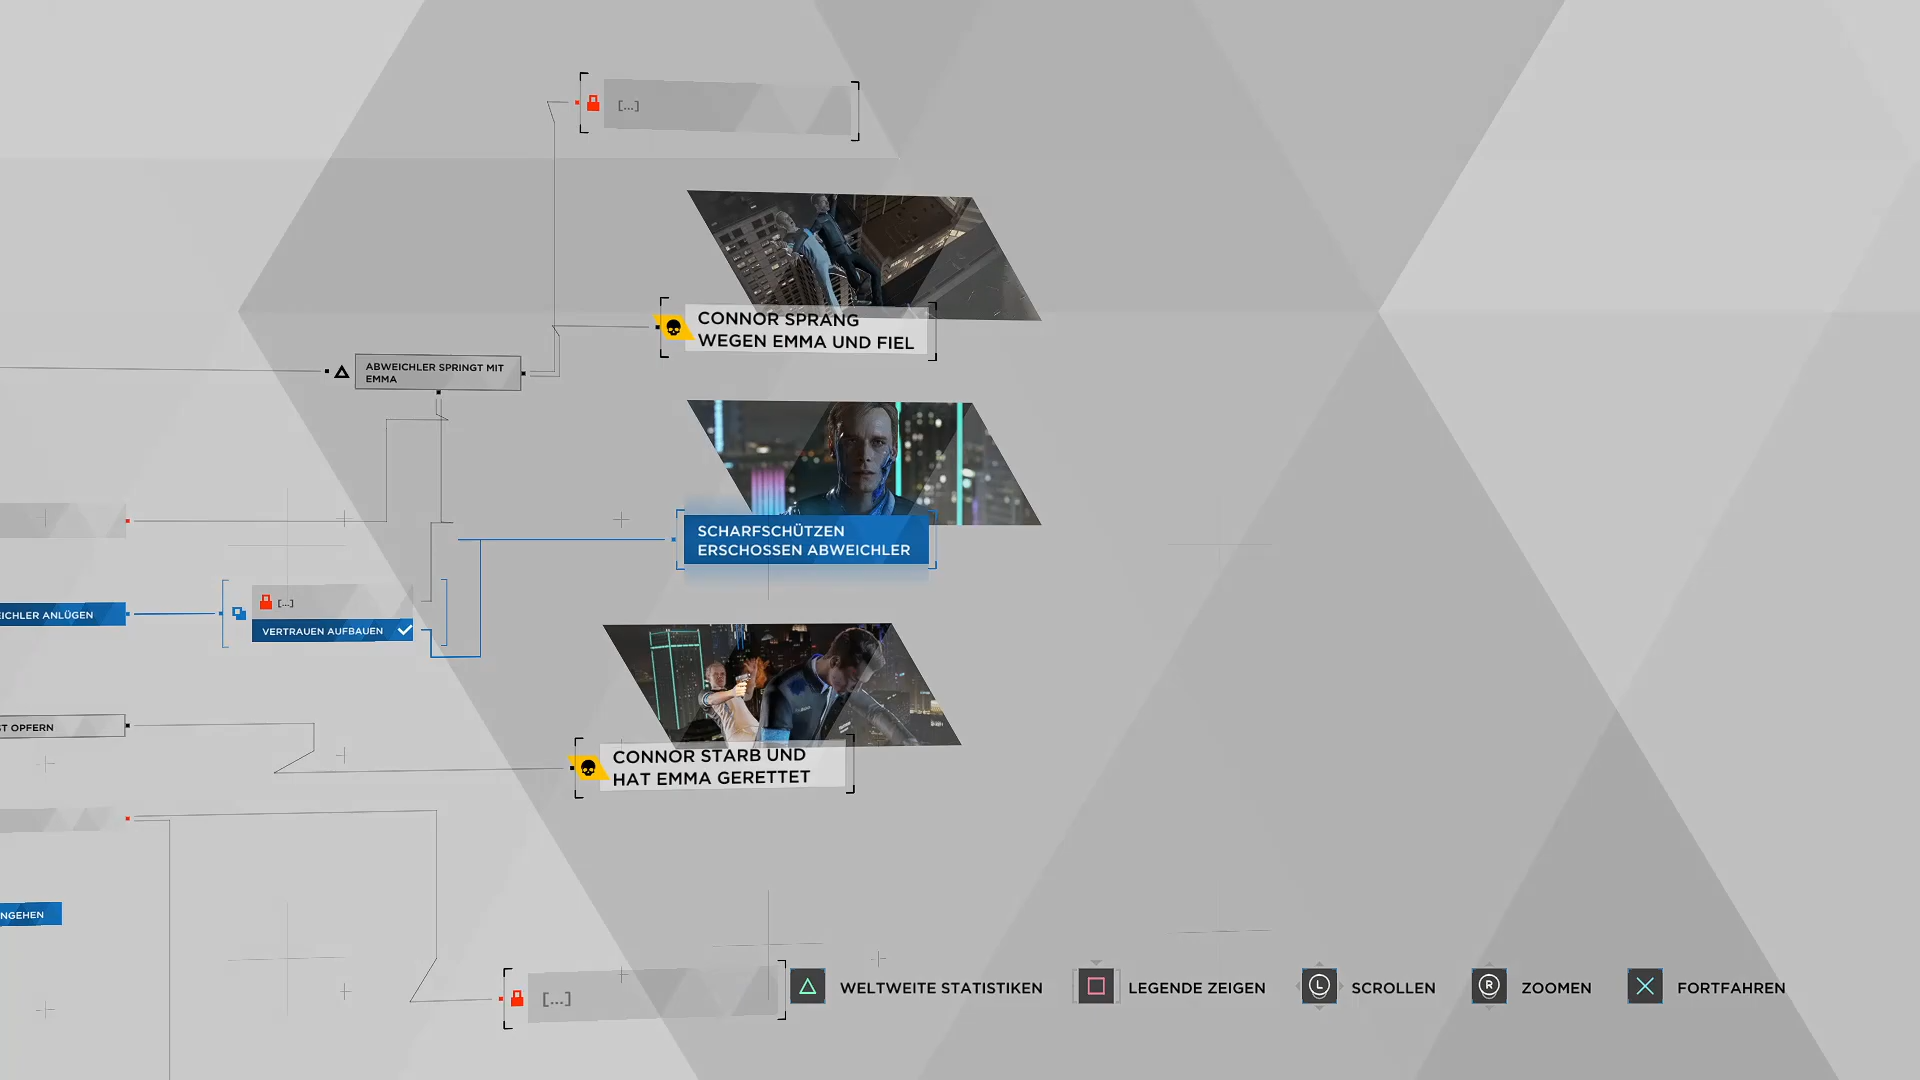 [...]
CONNOR SPRANG
WEGEN EMMA UND FIEL
ABWEICHLER SPRINGT MIT
EMMA
SCHARFSCHÜTZEN
ERSCHOSSEN ABWEICHLER
[...]
ICHLER ANLÜGEN
VERTRAUEN AUFBAUEN
ST OPFERN
CONNOR STARB UND
HAT EMMA GERETTET
NGEHEN
[...]
WELTWEITE STATISTIKEN
LEGENDE ZEIGEN
L
SCROLLEN
R
ZOOMEN
FORTFAHREN